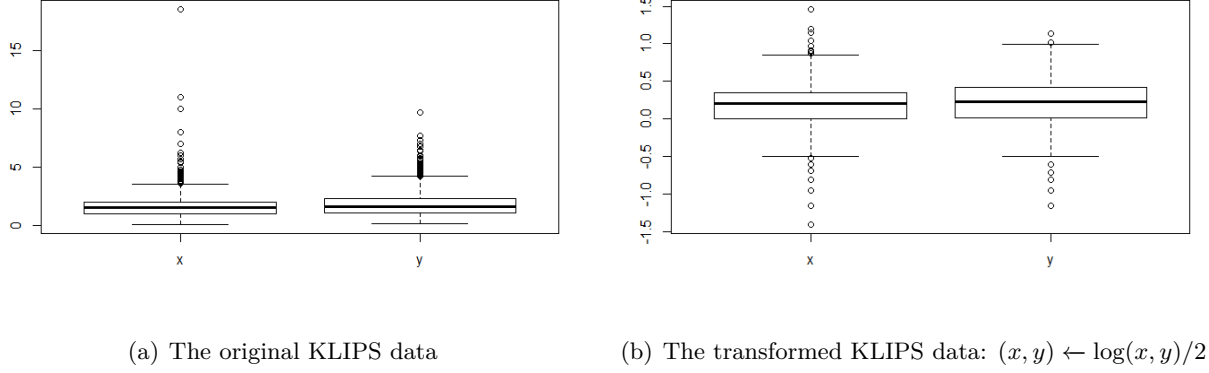 15
10
5
0
x
y
1.5
1.0
0.5
0.0
-0.5
-1.0
-1.5
x
y
(a) The original KLIPS data
(b) The transformed KLIPS data: (x, y) ← log(x, y)/2